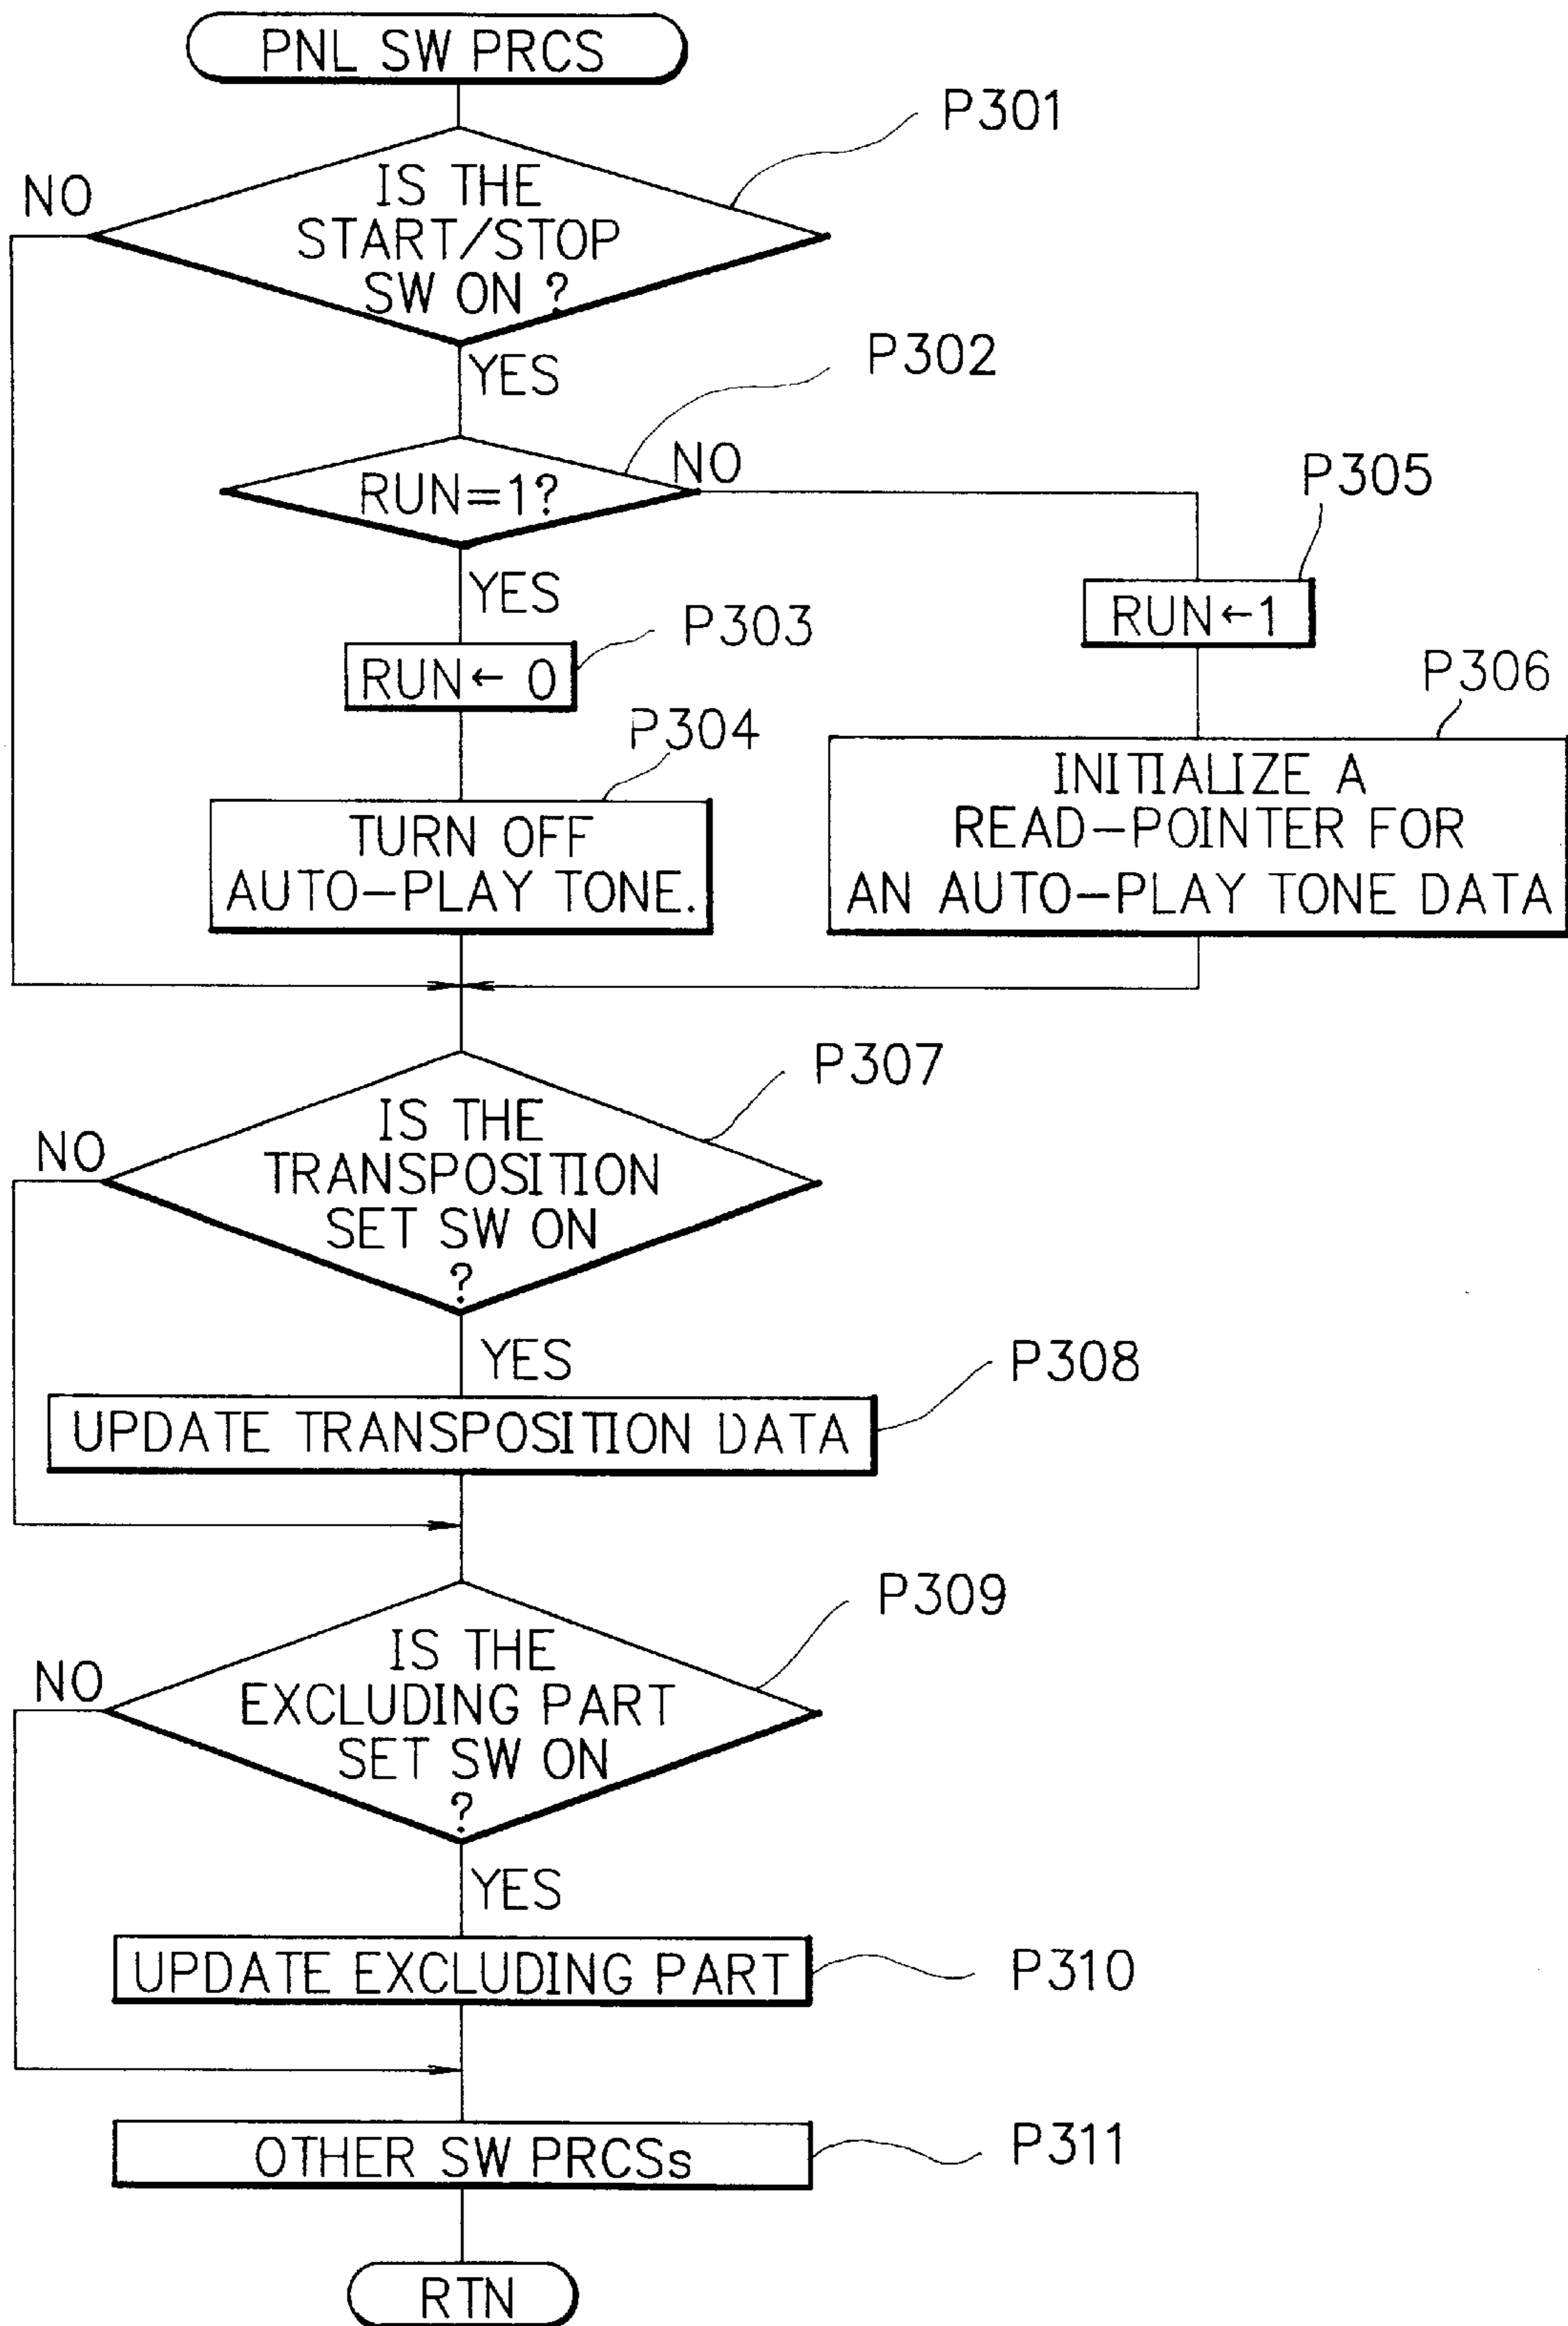 PNL SW PRCS
P301
NO
IS THE
START/STOP
SW ON ?
YES
P302
RUN=1?
NO
P305
YES
RUN←1
P303
RUN← 0
P306
P304
INITIALIZE A
READ-POINTER FOR
AN AUTO-PLAY TONE DATA
TURN OFF
AUTO-PLAY TONE.
P307
NO
IS THE
TRANSPOSITION
SET SW ON
?
YES
P308
UPDATE TRANSPOSITION DATA
P309
NO
IS THE
EXCLUDING PART
SET SW ON
?
YES
UPDATE EXCLUDING PART
P310
OTHER SW PRCSs
P311
RTN